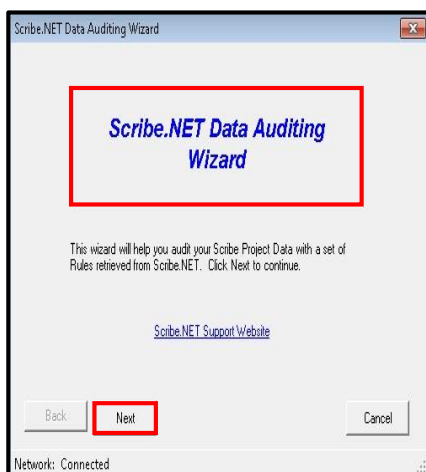 Scribe.NET Data Auditing Wizard
Scribe.NET Data Auditing
Wizard
This wizard will help you audit your Scribe Project Data with a set of
Rules retrieved from Scribe.NET. Click Next to continue.
Scribe.NET Support Website
Back Next Cancel
Network: Connected